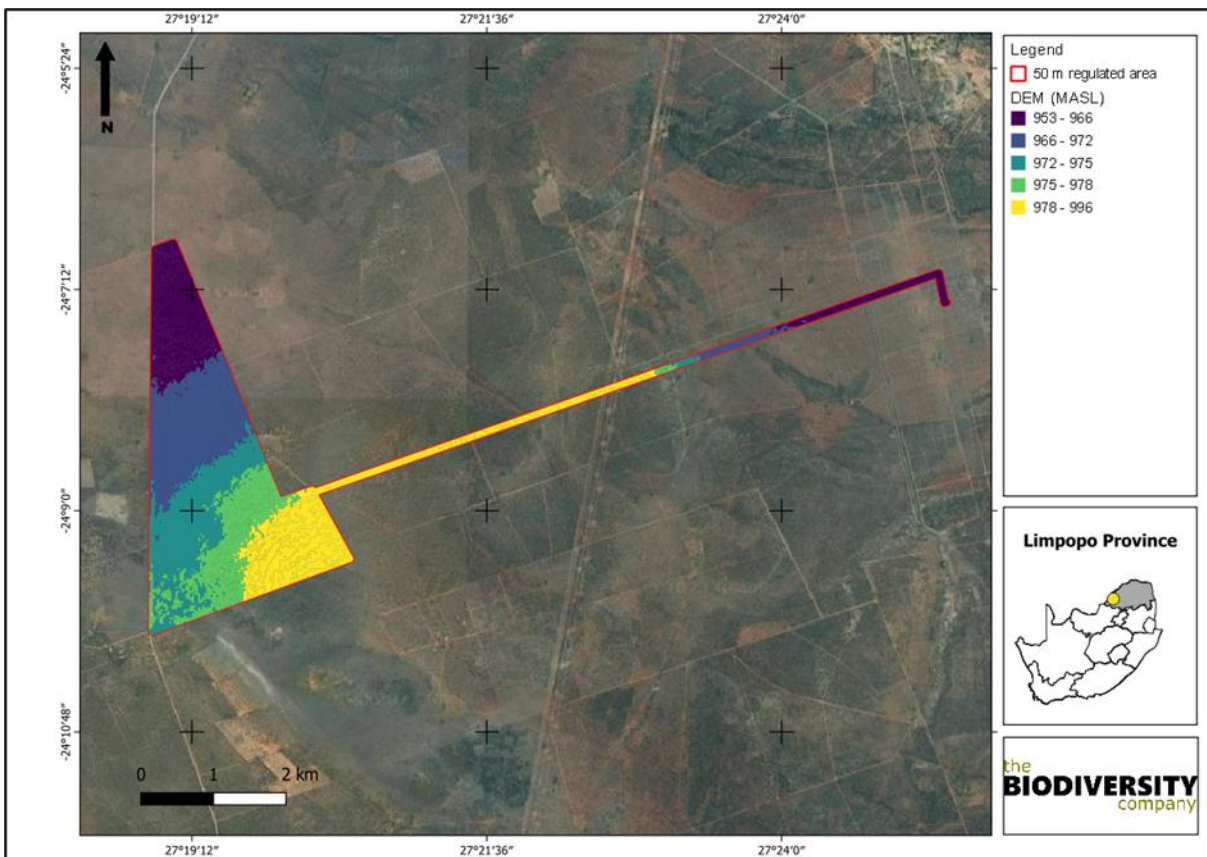 27°19'12"
27°21'36"
27°24'0"
-24°5'24"
-24°7'12"
-24°9'0"
-24°10'48"
N
0 1 2 km
27°19'12"
27°21'36"
27°24'0"
Legend
50 m regulated area
DEM (MASL)
953 - 966
966 - 972
972 - 975
975 - 978
978 - 996
Limpopo Province
the
BIODIVERSITY
company